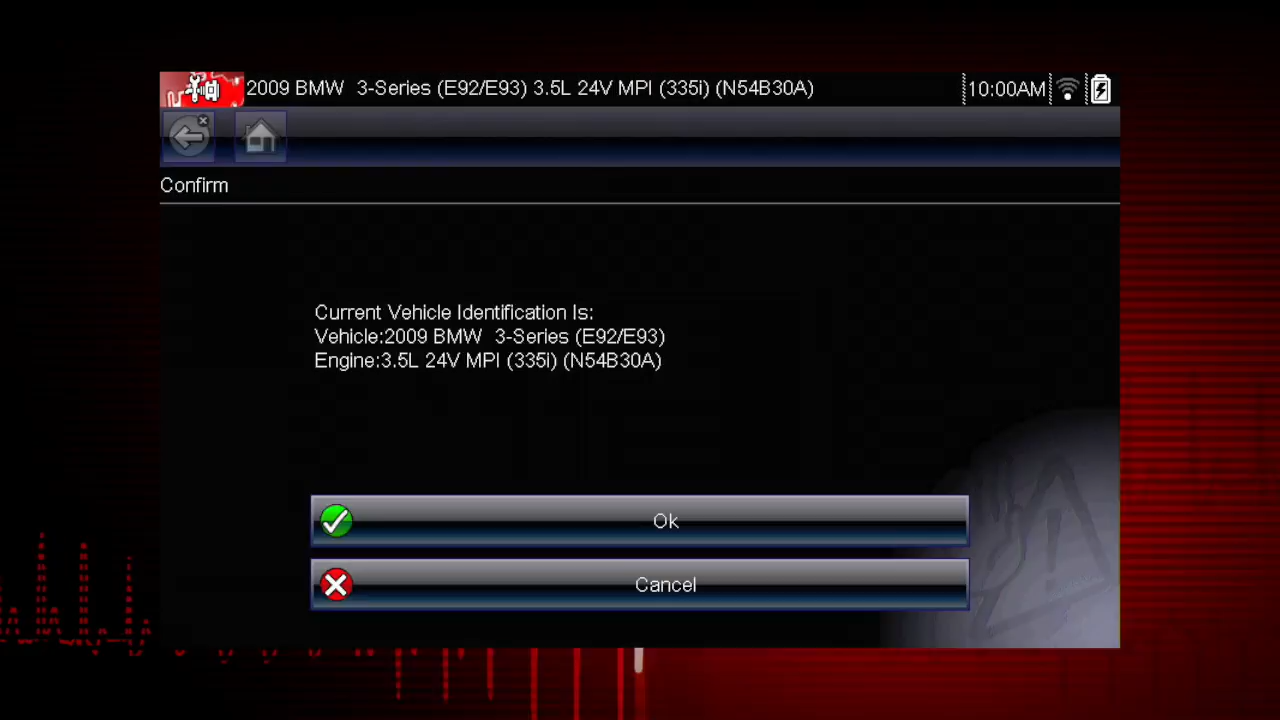 2009 BMW  3-Series (E92/E93) 3.5L 24V MPI (335i) (N54B30A) 10:00AM
Confirm
Current Vehicle Identification Is:
Vehicle:2009 BMW  3-Series (E92/E93)
Engine:3.5L 24V MPI (335i) (N54B30A)
Ok
Cancel